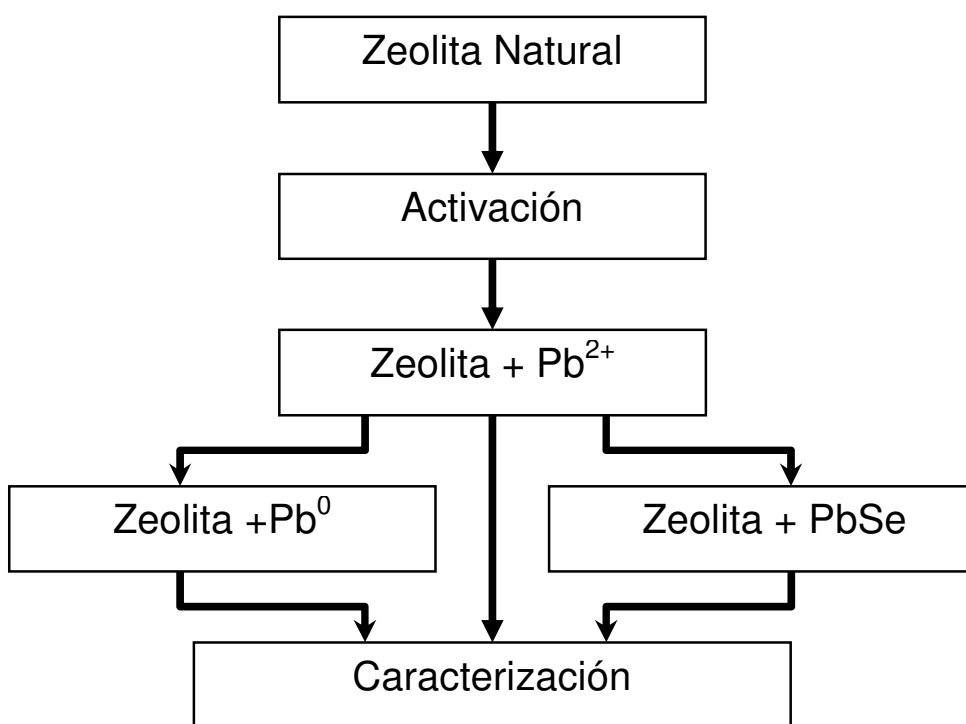 Zeolita Natural
Activación
Zeolita + Pb²⁺
Zeolita +Pb⁰
Zeolita + PbSe
Caracterización